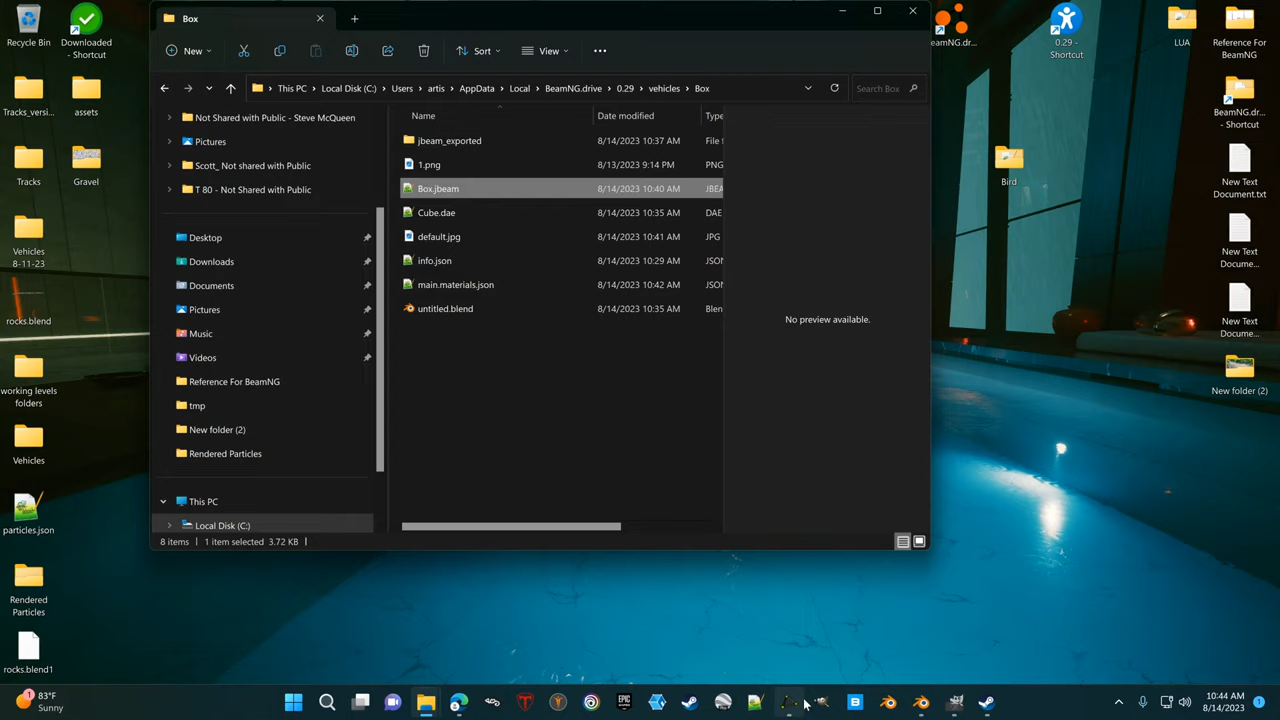 Box
New
Sort
View
This PC > Local Disk (C:) > Users > artis > AppData > Local > BeamNG.drive > 0.29 > vehicles > Box
Search Box
Not Shared with Public - Steve McQueen
Pictures
Scott_ Not shared with Public
T 80 - Not Shared with Public
Desktop
Downloads
Documents
Pictures
Music
Videos
Reference For BeamNG
tmp
New folder (2)
Rendered Particles
This PC
Local Disk (C:)
Name Date modified Type
jbeam_exported 8/14/2023 10:37 AM File f
1.png 8/13/2023 9:14 PM PNG
Box.jbeam 8/14/2023 10:40 AM JBEA
Cube.dae 8/14/2023 10:35 AM DAE
default.jpg 8/14/2023 10:41 AM JPG
info.json 8/14/2023 10:29 AM JSON
main.materials.json 8/14/2023 10:42 AM JSON
untitled.blend 8/14/2023 10:35 AM Blen
No preview available.
8 items 1 item selected 3.72 KB
Recycle Bin
Downloaded
- Shortcut
Tracks_versi...
assets
Tracks
Gravel
Vehicles
8-11-23
rocks.blend
working levels
folders
Vehicles
particles.json
Rendered
Particles
rocks.blend1
eamNG.dr...
0.29 -
Shortcut
LUA
Reference For
BeamNG
BeamNG.dr...
- Shortcut
Bird
New Text
Document.txt
New Text
Docume...
New Text
Docume...
New folder (2)
83°F
Sunny
EPIC
10:44 AM
8/14/2023